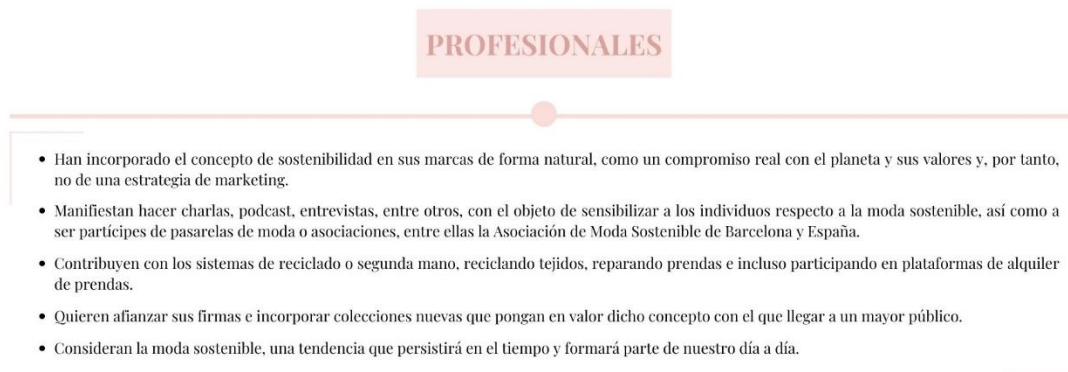 PROFESIONALES
• Han incorporado el concepto de sostenibilidad en sus marcas de forma natural, como un compromiso real con el planeta y sus valores y, por tanto,
no de una estrategia de marketing.
• Manifiestan hacer charlas, podcast, entrevistas, entre otros, con el objeto de sensibilizar a los individuos respecto a la moda sostenible, así como a
ser partícipes de pasarelas de moda o asociaciones, entre ellas la Asociación de Moda Sostenible de Barcelona y España.
• Contribuyen con los sistemas de reciclado o segunda mano, reciclando tejidos, reparando prendas e incluso participando en plataformas de alquiler
de prendas.
• Quieren afianzar sus firmas e incorporar colecciones nuevas que pongan en valor dicho concepto con el que llegar a un mayor público.
• Consideran la moda sostenible, una tendencia que persistirá en el tiempo y formará parte de nuestro día a día.